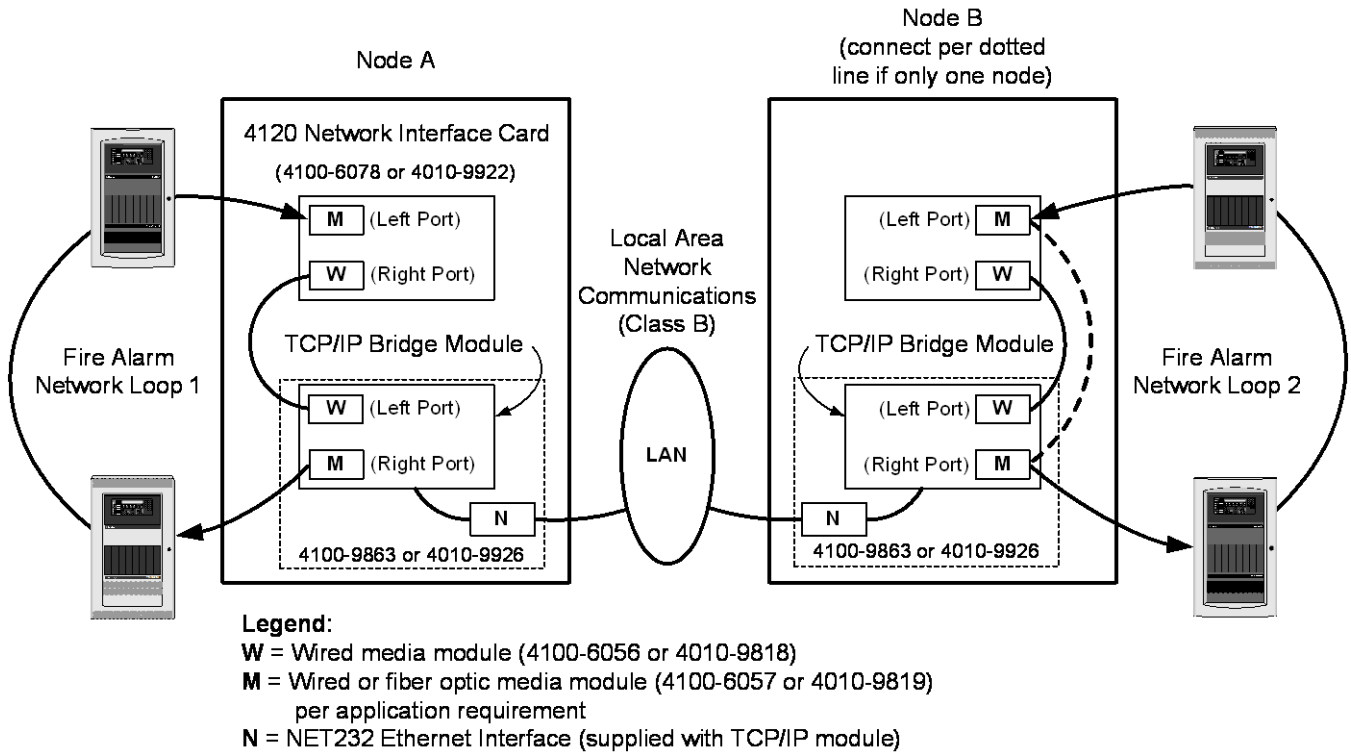 Node A
Node B
(connect per dotted
line if only one node)
4120 Network Interface Card
(4100-6078 or 4010-9922)
M (Left Port)
W (Right Port)
TCP/IP Bridge Module
W (Left Port)
M (Right Port)
N
4100-9863 or 4010-9926
Fire Alarm
Network Loop 1
Local Area
Network
Communications
(Class B)
LAN
(Left Port) M
(Right Port) W
TCP/IP Bridge Module
(Left Port) W
(Right Port) M
N
4100-9863 or 4010-9926
Fire Alarm
Network Loop 2
Legend:
W = Wired media module (4100-6056 or 4010-9818)
M = Wired or fiber optic media module (4100-6057 or 4010-9819)
per application requirement
N = NET232 Ethernet Interface (supplied with TCP/IP module)